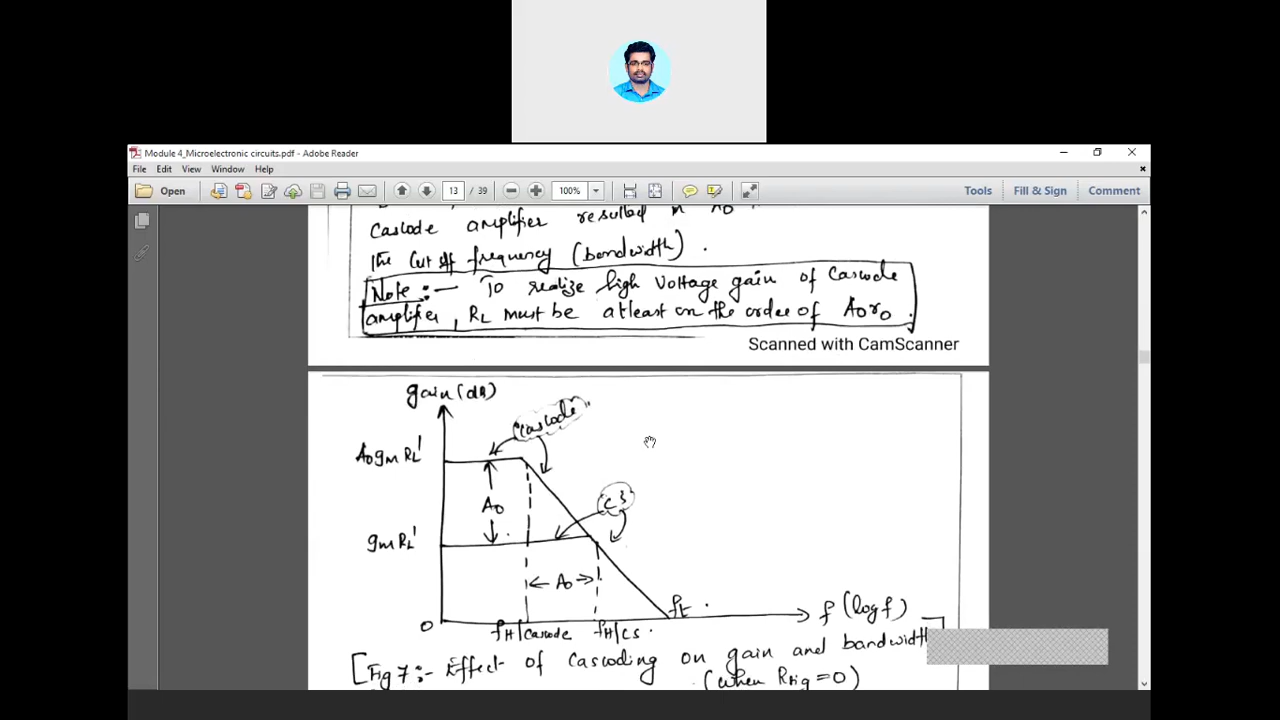 Module 4_Microelectronic circuits.pdf - Adobe Reader
File Edit View Window Help
Open 13 / 39 100% Tools Fill & Sign Comment
Cascode amplifier resulted in
the cut off frequency (bandwidth).
Note :— To realize high voltage gain of cascode
amplifier, RL must be atleast on the order of A0r0.
Scanned with CamScanner
gain (dB)
cascode
A0gmRL'
CS
A0
gmRL'
A0
ft
f (log f)
0
fH|cascode fH|CS
[Fig 7:- Effect of cascoding on gain and bandwidth
(when Rsig=0)